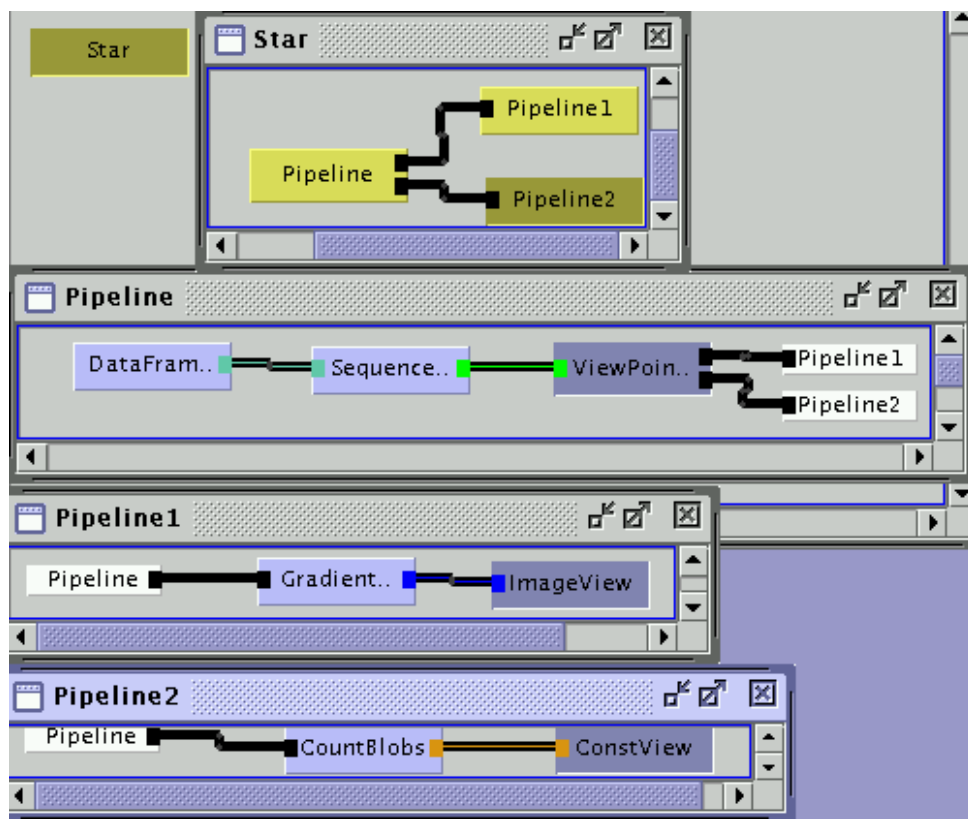 Star
Star
Pipeline1
Pipeline
Pipeline2
Pipeline
DataFram..
Sequence..
ViewPoin..
Pipeline1
Pipeline2
Pipeline1
Pipeline
Gradient..
ImageView
Pipeline2
Pipeline
CountBlobs
ConstView